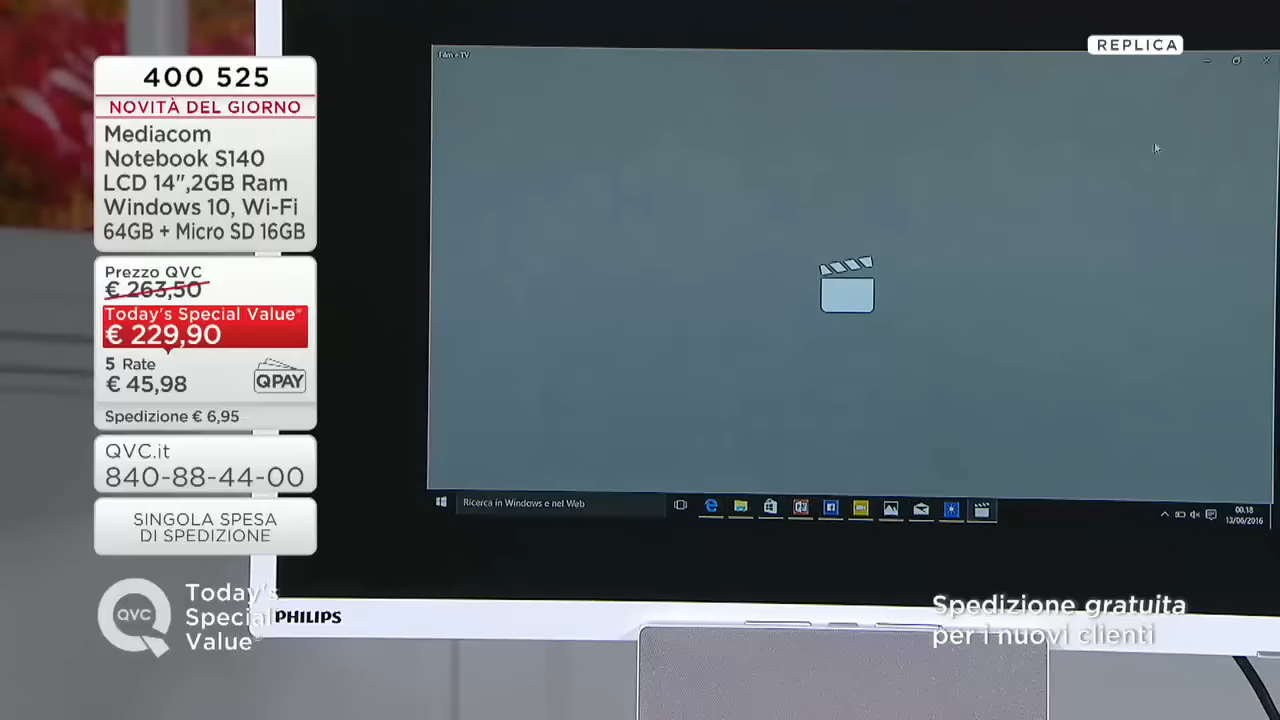 REPLICA
400 525
NOVITÀ DEL GIORNO
Mediacom
Notebook S140
LCD 14",2GB Ram
Windows 10, Wi-Fi
64GB + Micro SD 16GB
Prezzo QVC
€ 263,50
Today's Special Value®
€ 229,90
5 Rate
€ 45,98
QPAY
Spedizione € 6,95
QVC.it
840-88-44-00
SINGOLA SPESA
DI SPEDIZIONE
QVC
Today's
Special
Value®
Film e TV
Ricerca in Windows e nel Web
00.18
13/06/2016
PHILIPS
Spedizione gratuita
per i nuovi clienti